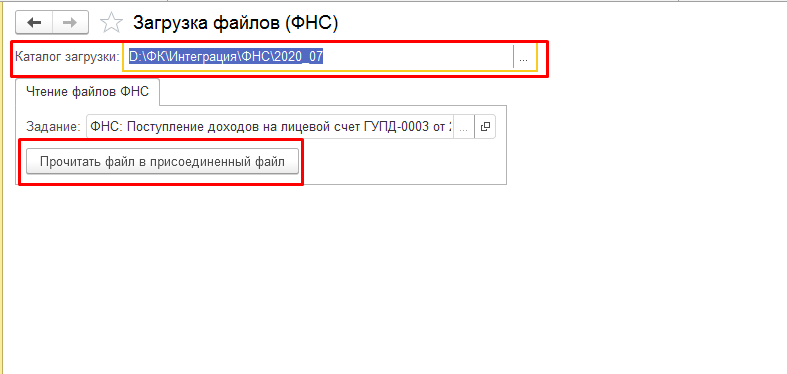 Загрузка файлов (ФНС)
Каталог загрузки: D:\ФК\Интеграция\ФНС\2020_07 ...
Чтение файлов ФНС
Задание: ФНС: Поступление доходов на лицевой счет ГУПД-0003 от ...
Прочитать файл в присоединенный файл